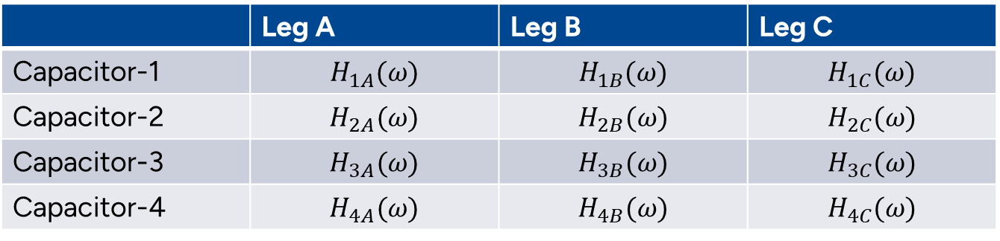 Leg A Leg B Leg C
Capacitor-1 H₁A(ω) H₁B(ω) H₁C(ω)
Capacitor-2 H₂A(ω) H₂B(ω) H₂C(ω)
Capacitor-3 H₃A(ω) H₃B(ω) H₃C(ω)
Capacitor-4 H₄A(ω) H₄B(ω) H₄C(ω)